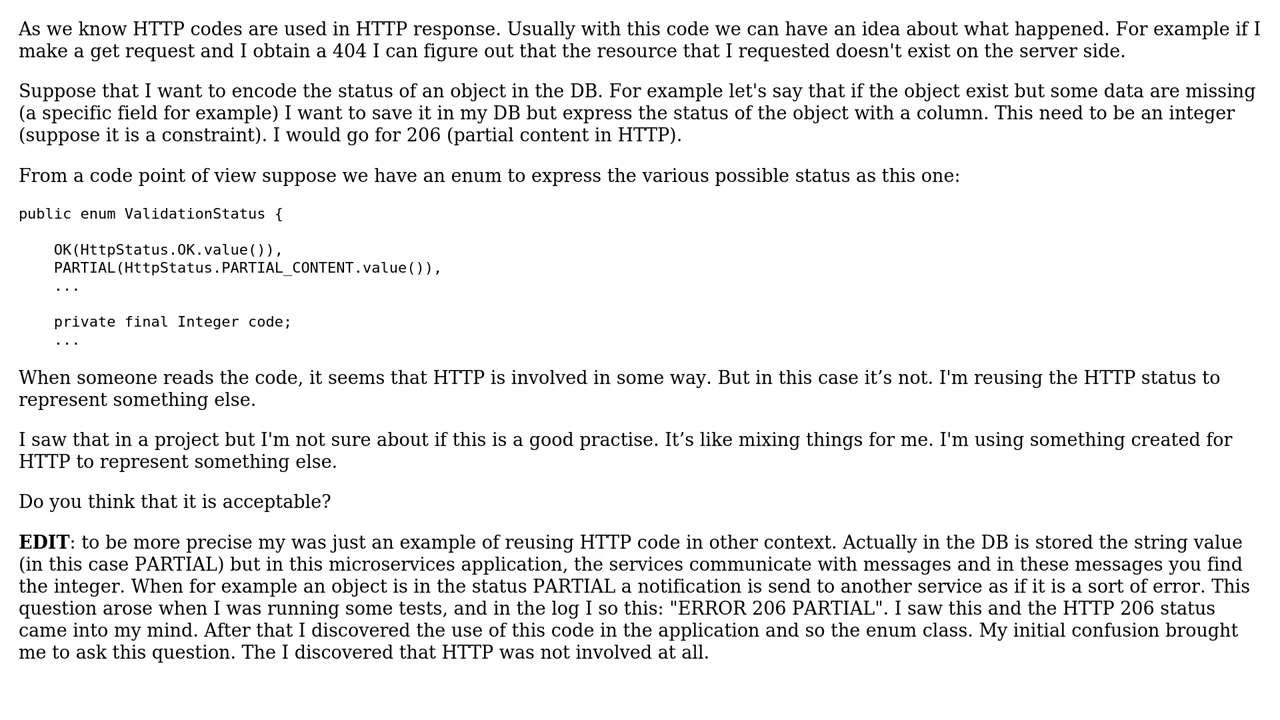 As we know HTTP codes are used in HTTP response. Usually with this code we can have an idea about what happened. For example if I
make a get request and I obtain a 404 I can figure out that the resource that I requested doesn't exist on the server side.
Suppose that I want to encode the status of an object in the DB. For example let's say that if the object exist but some data are missing
(a specific field for example) I want to save it in my DB but express the status of the object with a column. This need to be an integer
(suppose it is a constraint). I would go for 206 (partial content in HTTP).
From a code point of view suppose we have an enum to express the various possible status as this one:
public enum ValidationStatus {
    OK(HttpStatus.OK.value()),
    PARTIAL(HttpStatus.PARTIAL_CONTENT.value()),
    ...
    private final Integer code;
    ...
When someone reads the code, it seems that HTTP is involved in some way. But in this case it’s not. I'm reusing the HTTP status to
represent something else.
I saw that in a project but I'm not sure about if this is a good practise. It’s like mixing things for me. I'm using something created for
HTTP to represent something else.
Do you think that it is acceptable?
EDIT: to be more precise my was just an example of reusing HTTP code in other context. Actually in the DB is stored the string value
(in this case PARTIAL) but in this microservices application, the services communicate with messages and in these messages you find
the integer. When for example an object is in the status PARTIAL a notification is send to another service as if it is a sort of error. This
question arose when I was running some tests, and in the log I so this: "ERROR 206 PARTIAL". I saw this and the HTTP 206 status
came into my mind. After that I discovered the use of this code in the application and so the enum class. My initial confusion brought
me to ask this question. The I discovered that HTTP was not involved at all.